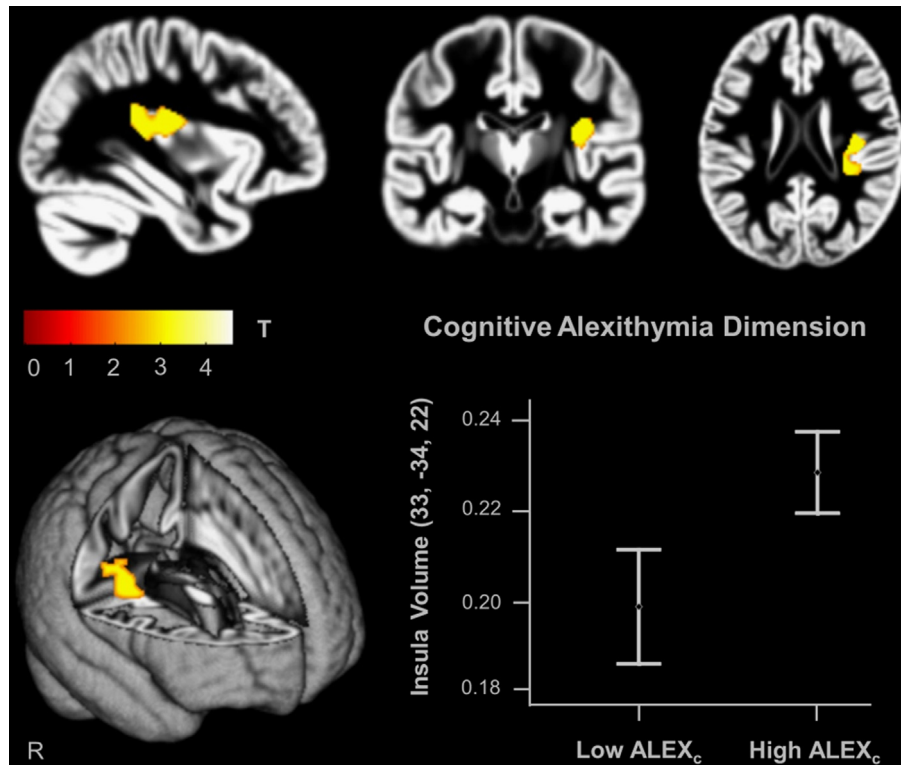 T
0 1 2 3 4
Cognitive Alexithymia Dimension
Insula Volume (33, -34, 22)
0.24
0.22
0.20
0.18
Low ALEXc
High ALEXc
R